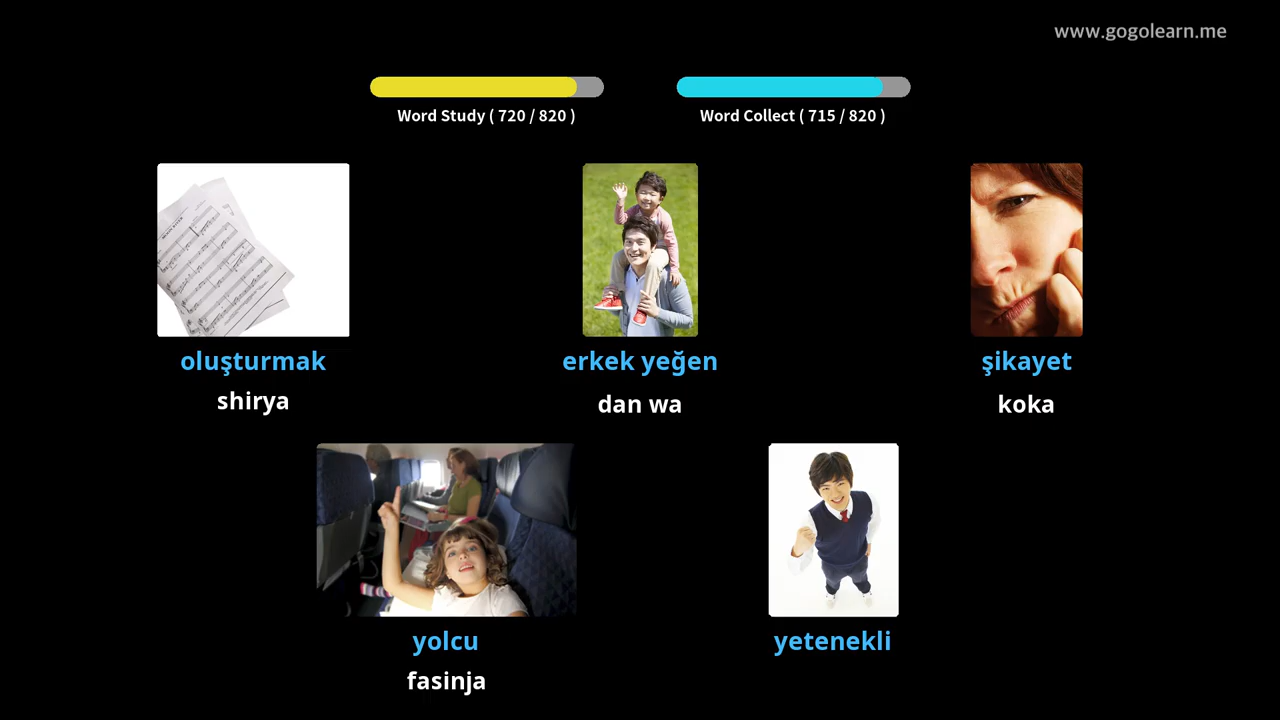 www.gogolearn.me
Word Study ( 720 / 820 )
Word Collect ( 715 / 820 )
oluşturmak
shirya
erkek yeğen
dan wa
şikayet
koka
yolcu
fasinja
yetenekli